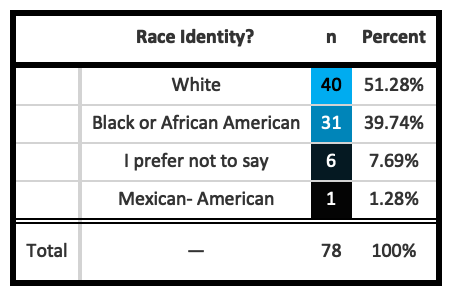 Race Identity? n Percent
White 40 51.28%
Black or African American 31 39.74%
I prefer not to say 6 7.69%
Mexican- American 1 1.28%
Total — 78 100%